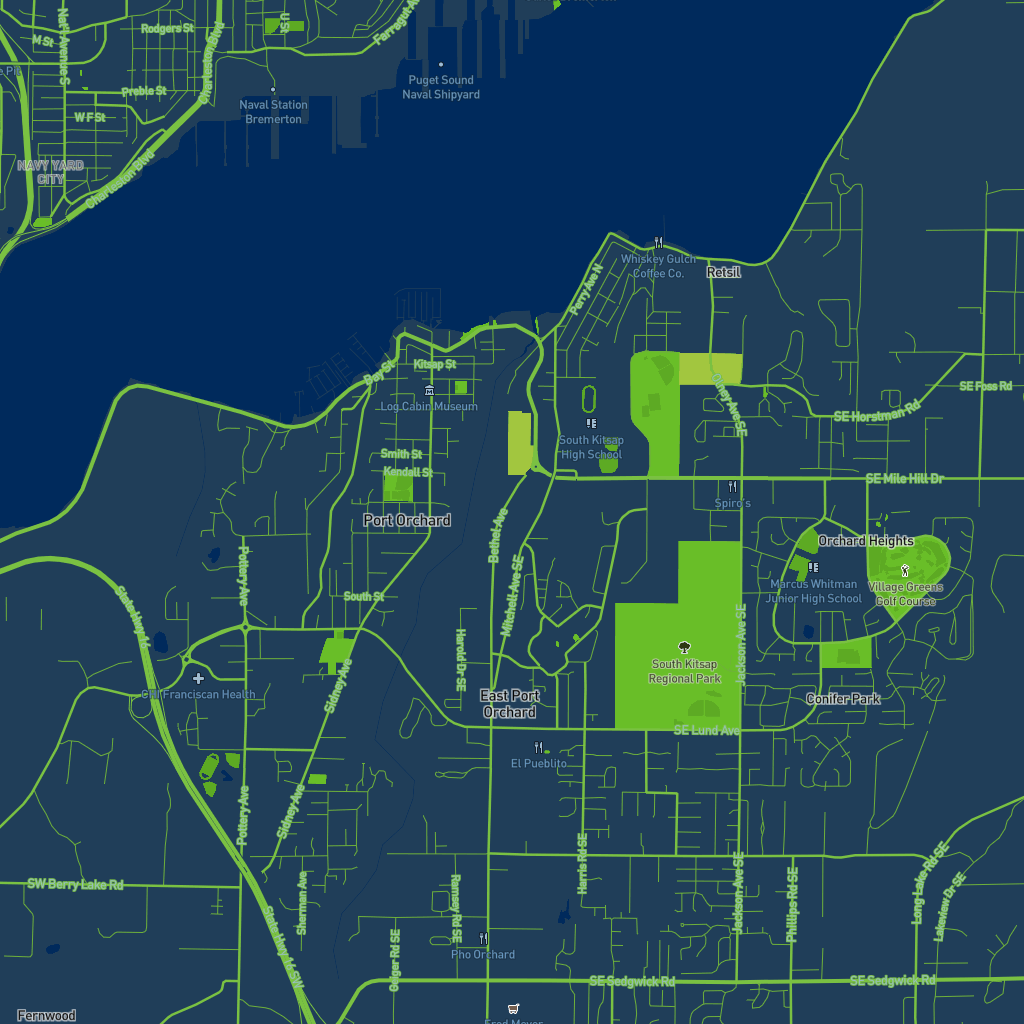 Rodgers St
M St
Nat'l Avenue S
Charleston Blvd
U St
Farragut Ave
Puget Sound
Naval Shipyard
Preble St
Naval Station
Bremerton
W F St
NAVY YARD
CITY
Charleston Blvd
Whiskey Gulch
Coffee Co.
Retsil
Perry Ave N
Kitsap St
Bay St
Log Cabin Museum
Olney Ave SE
SE Foss Rd
SE Horstman Rd
South Kitsap
High School
Smith St
Kendall St
SE Mile Hill Dr
Spiro's
Port Orchard
Bethel Ave
Orchard Heights
Pottery Ave
Mitchell Ave SE
Marcus Whitman
Junior High School
Village Greens
Golf Course
State Hwy 16
South St
Harold Dr SE
Jackson Ave SE
South Kitsap
Regional Park
CHI Franciscan Health
Sidney Ave
East Port
Orchard
Conifer Park
SE Lund Ave
El Pueblito
Pottery Ave
Sidney Ave
Harris Rd SE
SW Berry Lake Rd
Sherman Ave
Ramsey Rd SE
Jackson Ave SE
Phillips Rd SE
Long Lake Rd SE
Lakeview Dr SE
State Hwy 16 SW
Geiger Rd SE
Pho Orchard
SE Sedgwick Rd
SE Sedgwick Rd
Fernwood
Fred Meyer